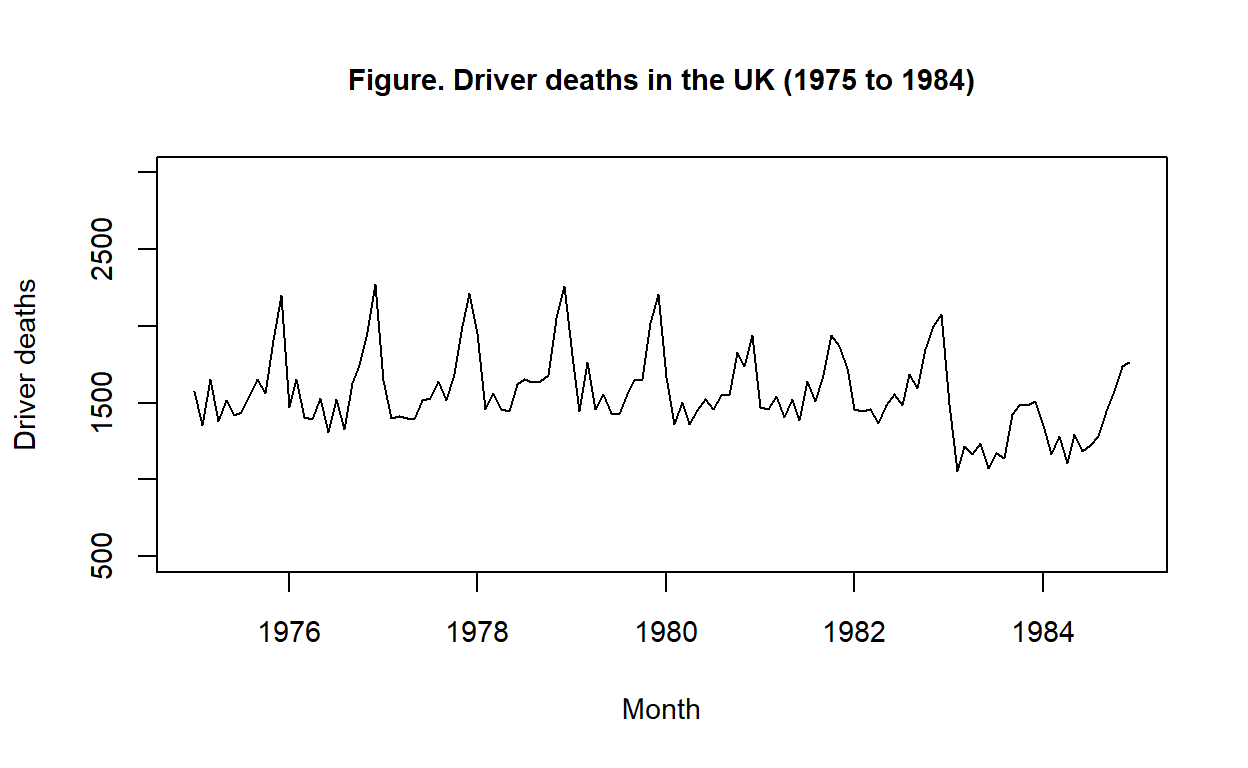 Figure. Driver deaths in the UK (1975 to 1984)
Driver deaths
2500
1500
500
1976 1978 1980 1982 1984
Month